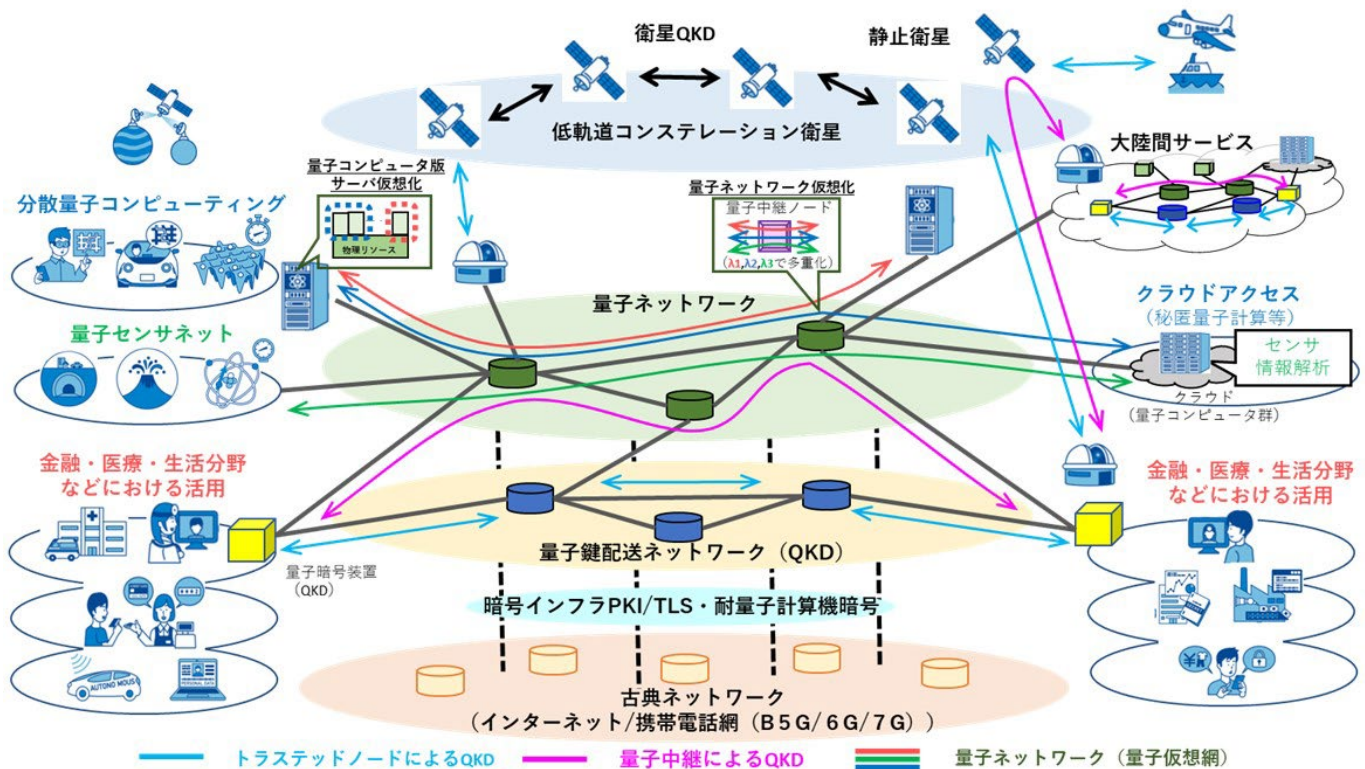 衛星QKD
静止衛星
低軌道コンステレーション衛星
大陸間サービス
量子コンピュータ版
サーバ仮想化
物理リソース
量子ネットワーク仮想化
量子中継ノード
(λ1,λ2,λ3で多重化)
分散量子コンピューティング
量子ネットワーク
クラウドアクセス
(秘匿量子計算等)
センサ
情報解析
クラウド
(量子コンピュータ群)
量子センサネット
金融・医療・生活分野
などにおける活用
金融・医療・生活分野
などにおける活用
量子暗号装置
(QKD)
量子鍵配送ネットワーク（QKD）
暗号インフラPKI/TLS・耐量子計算機暗号
AUTONO MOUS
PERSONAL DATA
¥
古典ネットワーク
（インターネット/携帯電話網（B５G/６G/７G））
トラステッドノードによるQKD
量子中継によるQKD
量子ネットワーク（量子仮想網）